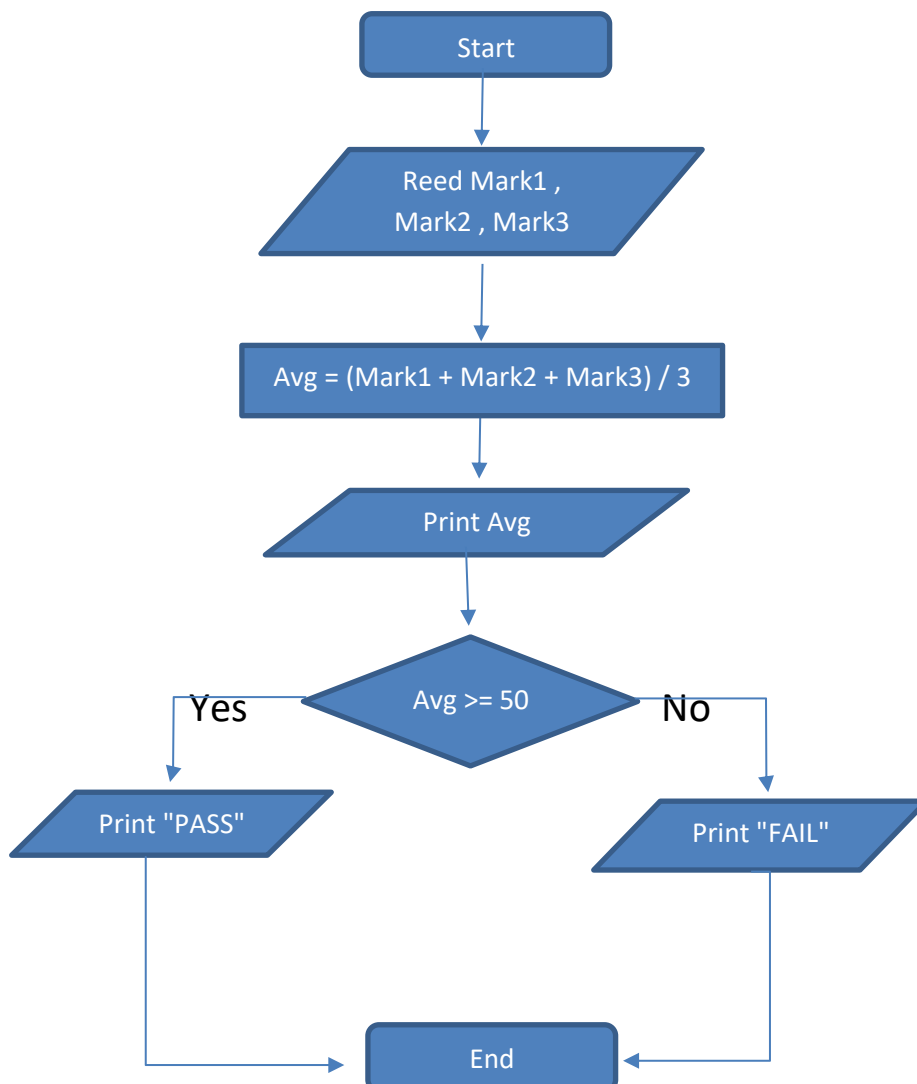 Start
Reed Mark1 ,
Mark2 , Mark3
Avg = (Mark1 + Mark2 + Mark3) / 3
Print Avg
Avg >= 50
Yes
No
Print "PASS"
Print "FAIL"
End